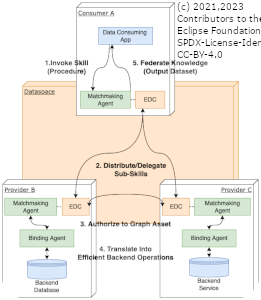 Consumer A
(c) 2021,2023
Contributors to the
Eclipse Foundation
SPDX-License-Iden
CC-BY-4.0
Data Consuming
App
1.Invoke Skill
(Procedure)
5. Federate Knowledge
(Output Dataset)
Matchmaking
Agent
EDC
Dataspace
2. Distribute/Delegate
Sub-Skills
Provider B
Matchmaking
Agent
EDC
Provider C
EDC
Matchmaking
Agent
3. Authorize to Graph Asset
Binding Agent
Binding Agent
4. Translate Into
Efficient Backend Operations
Backend
Database
Backend
Service